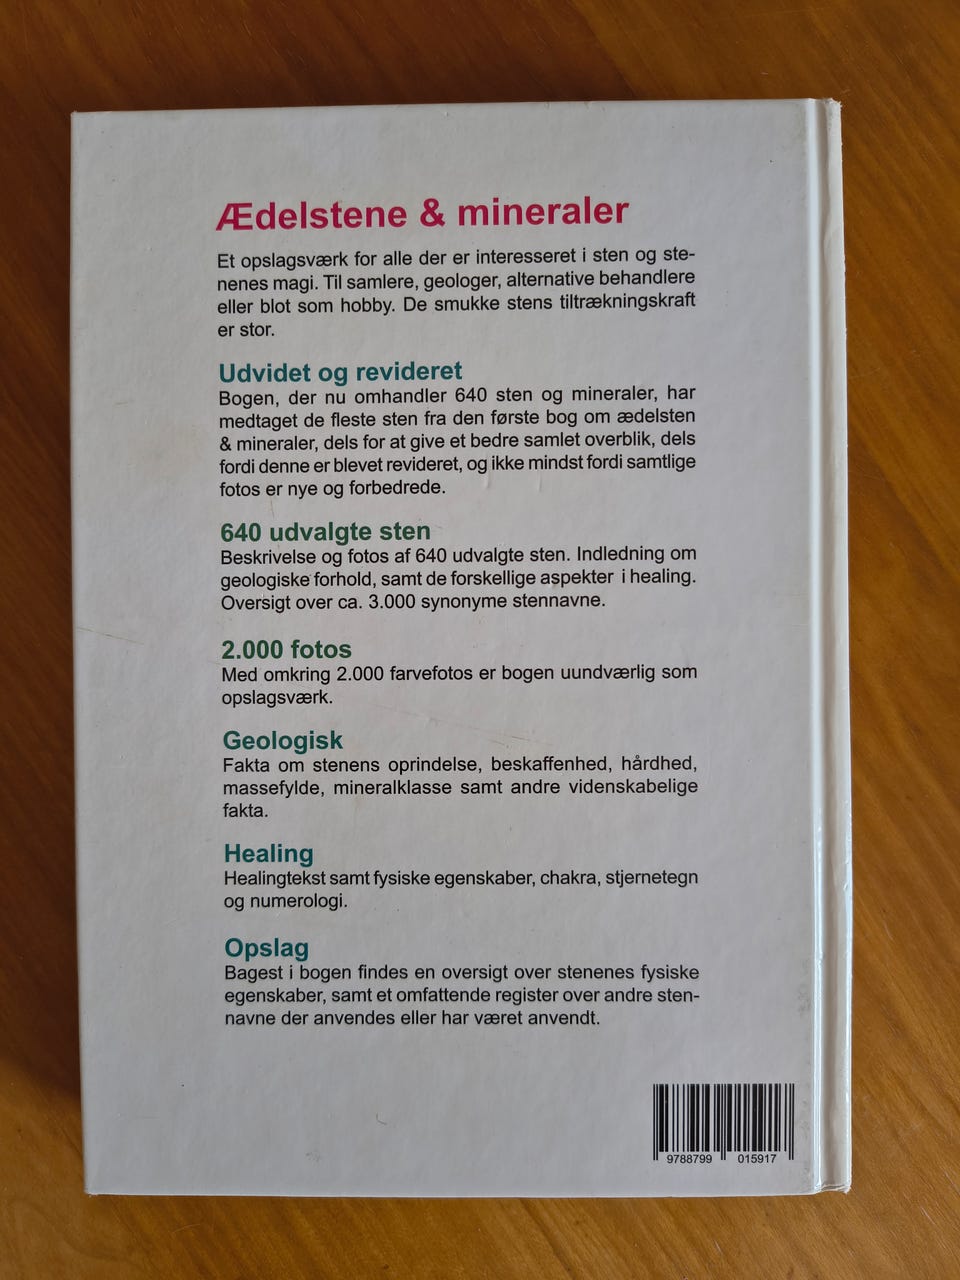 Ædelstene & mineraler
Et opslagsværk for alle der er interesseret i sten og ste-
nenes magi. Til samlere, geologer, alternative behandlere
eller blot som hobby. De smukke stens tiltrækningskraft
er stor.
Udvidet og revideret
Bogen, der nu omhandler 640 sten og mineraler, har
medtaget de fleste sten fra den første bog om ædelsten
& mineraler, dels for at give et bedre samlet overblik, dels
fordi denne er blevet revideret, og ikke mindst fordi samtlige
fotos er nye og forbedrede.
640 udvalgte sten
Beskrivelse og fotos af 640 udvalgte sten. Indledning om
geologiske forhold, samt de forskellige aspekter i healing.
Oversigt over ca. 3.000 synonyme stennavne.
2.000 fotos
Med omkring 2.000 farvefotos er bogen uundværlig som
opslagsværk.
Geologisk
Fakta om stenens oprindelse, beskaffenhed, hårdhed,
massefylde, mineralklasse samt andre videnskabelige
fakta.
Healing
Healingtekst samt fysiske egenskaber, chakra, stjernetegn
og numerologi.
Opslag
Bagest i bogen findes en oversigt over stenenes fysiske
egenskaber, samt et omfattende register over andre sten-
navne der anvendes eller har været anvendt.
9788799 015917